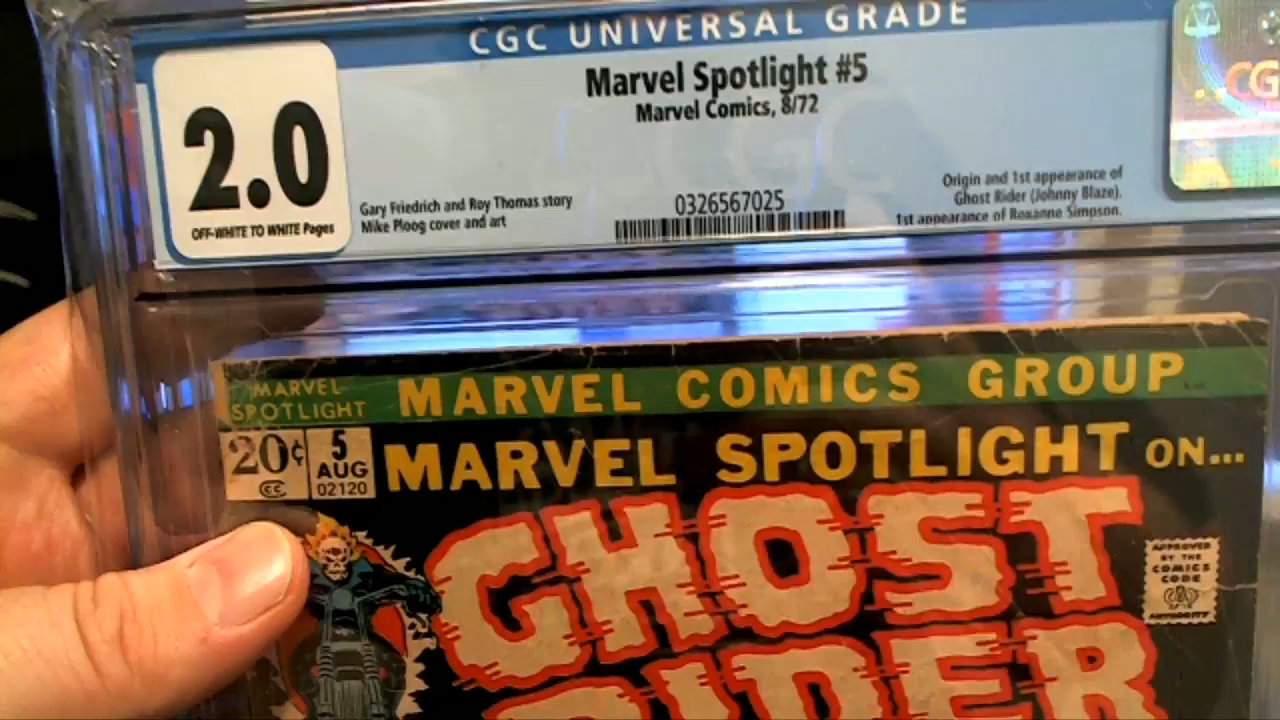 CGC UNIVERSAL GRADE
Marvel Spotlight #5
Marvel Comics, 8/72
2.0
OFF-WHITE TO WHITE Pages
Gary Friedrich and Roy Thomas story
Mike Ploog cover and art
0326567025
Origin and 1st appearance of
Ghost Rider (Johnny Blaze).
1st appearance of Roxanne Simpson.
CG
MARVEL
SPOTLIGHT
MARVEL COMICS GROUP
20¢
CC
5
AUG
02120
MARVEL SPOTLIGHT ON...
GHOST
RIDER
APPROVED
BY THE
COMICS
CODE
AUTHORITY